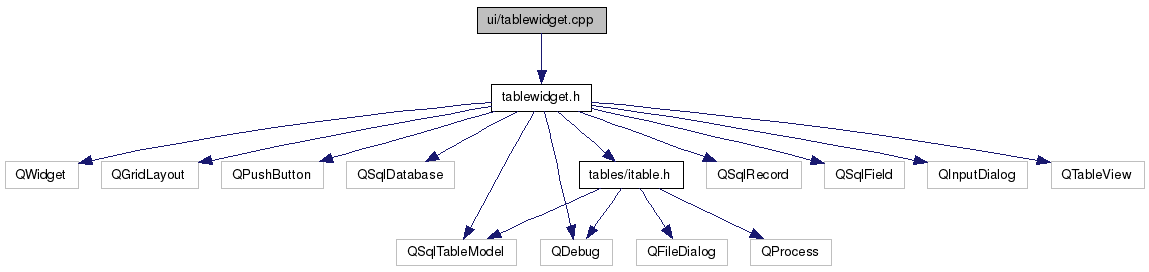 ui/tablewidget.cpp
tablewidget.h
QWidget
QGridLayout
QPushButton
QSqlDatabase
tables/itable.h
QSqlRecord
QSqlField
QInputDialog
QTableView
QSqlTableModel
QDebug
QFileDialog
QProcess